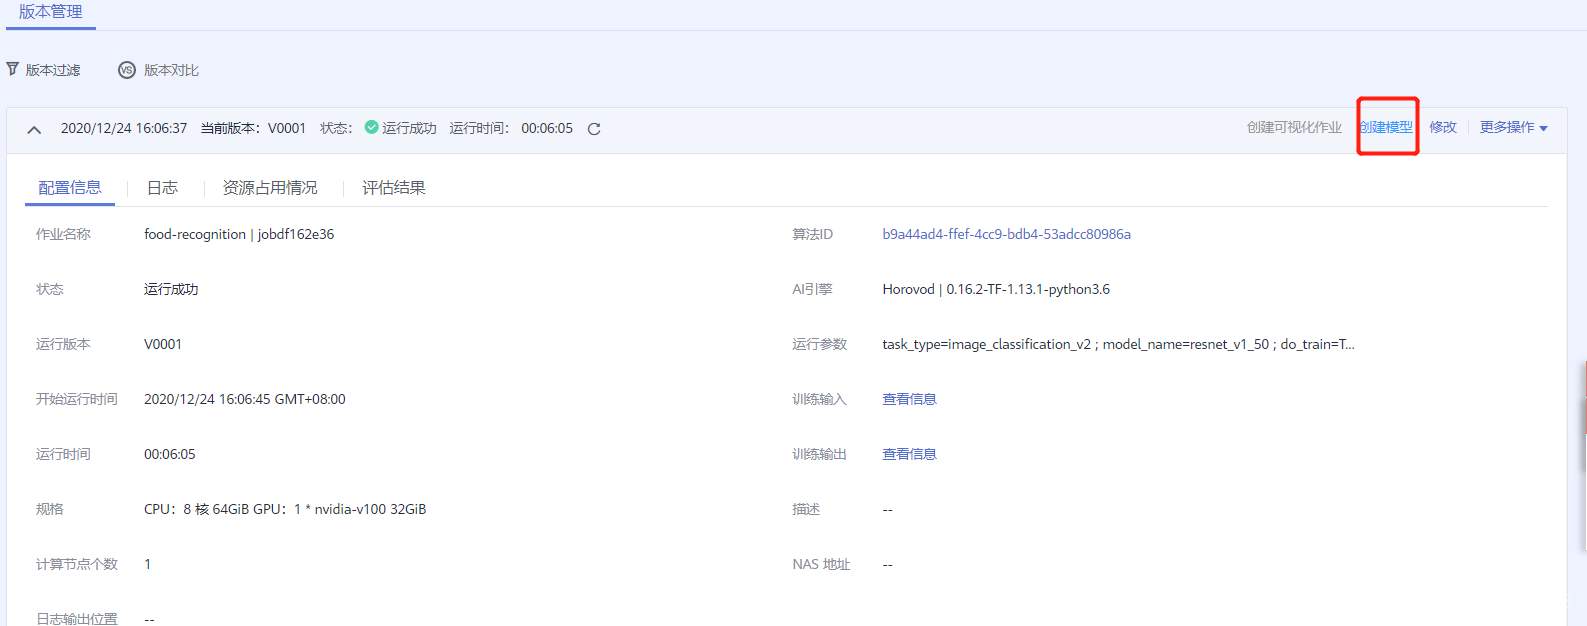 版本管理
版本过滤 VS 版本对比
2020/12/24 16:06:37 当前版本：V0001 状态： 运行成功 运行时间： 00:06:05 创建可视化作业 创建模型 修改 更多操作
配置信息 日志 资源占用情况 评估结果
作业名称 food-recognition | jobdf162e36 算法ID b9a44ad4-ffef-4cc9-bdb4-53adcc80986a
状态 运行成功 AI引擎 Horovod | 0.16.2-TF-1.13.1-python3.6
运行版本 V0001 运行参数 task_type=image_classification_v2 ; model_name=resnet_v1_50 ; do_train=T...
开始运行时间 2020/12/24 16:06:45 GMT+08:00 训练输入 查看信息
运行时间 00:06:05 训练输出 查看信息
规格 CPU：8 核 64GiB GPU：1 * nvidia-v100 32GiB 描述 --
计算节点个数 1 NAS 地址 --
日志输出位置 --